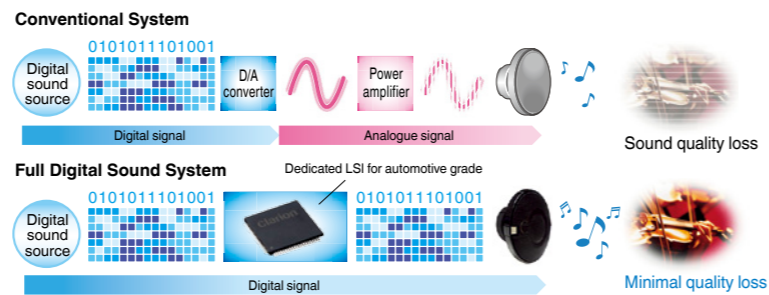 Conventional System
Digital
sound
source
0101011101001
D/A
converter
Power
amplifier
Digital signal
Analogue signal
Sound quality loss
Full Digital Sound System
Dedicated LSI for automotive grade
Digital
sound
source
0101011101001
Clarion
0101011101001
Digital signal
Minimal quality loss